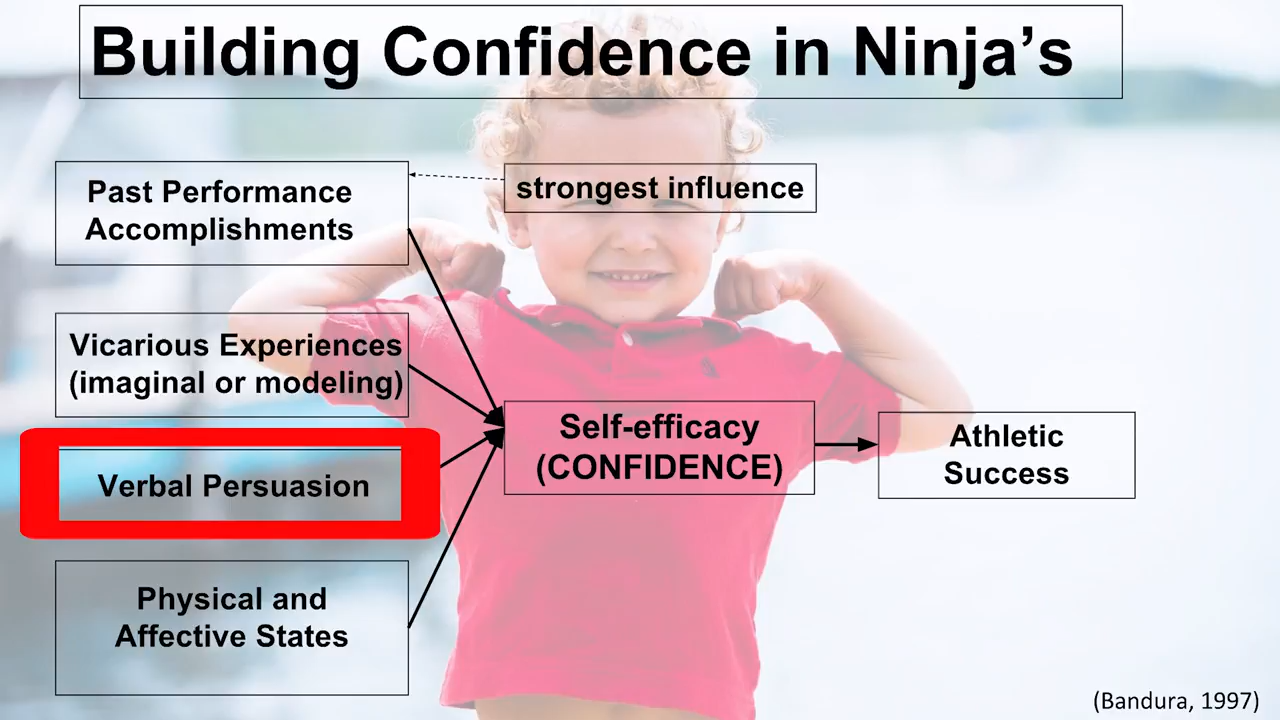 Building Confidence in Ninja’s
Past Performance
Accomplishments
strongest influence
Vicarious Experiences
(imaginal or modeling)
Verbal Persuasion
Self-efficacy
(CONFIDENCE)
Athletic
Success
Physical and
Affective States
(Bandura, 1997)